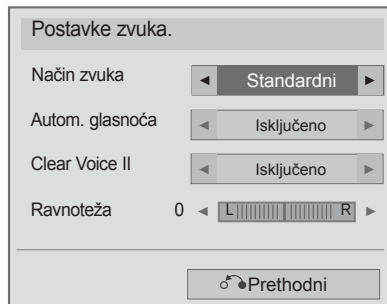 Postavke zvuka.
Način zvuka ◄ Standardni ►
Autom. glasnoća ◄ Isključeno ►
Clear Voice II ◄ Isključeno ►
Ravnoteža 0 ◄ L R ►
Prethodni